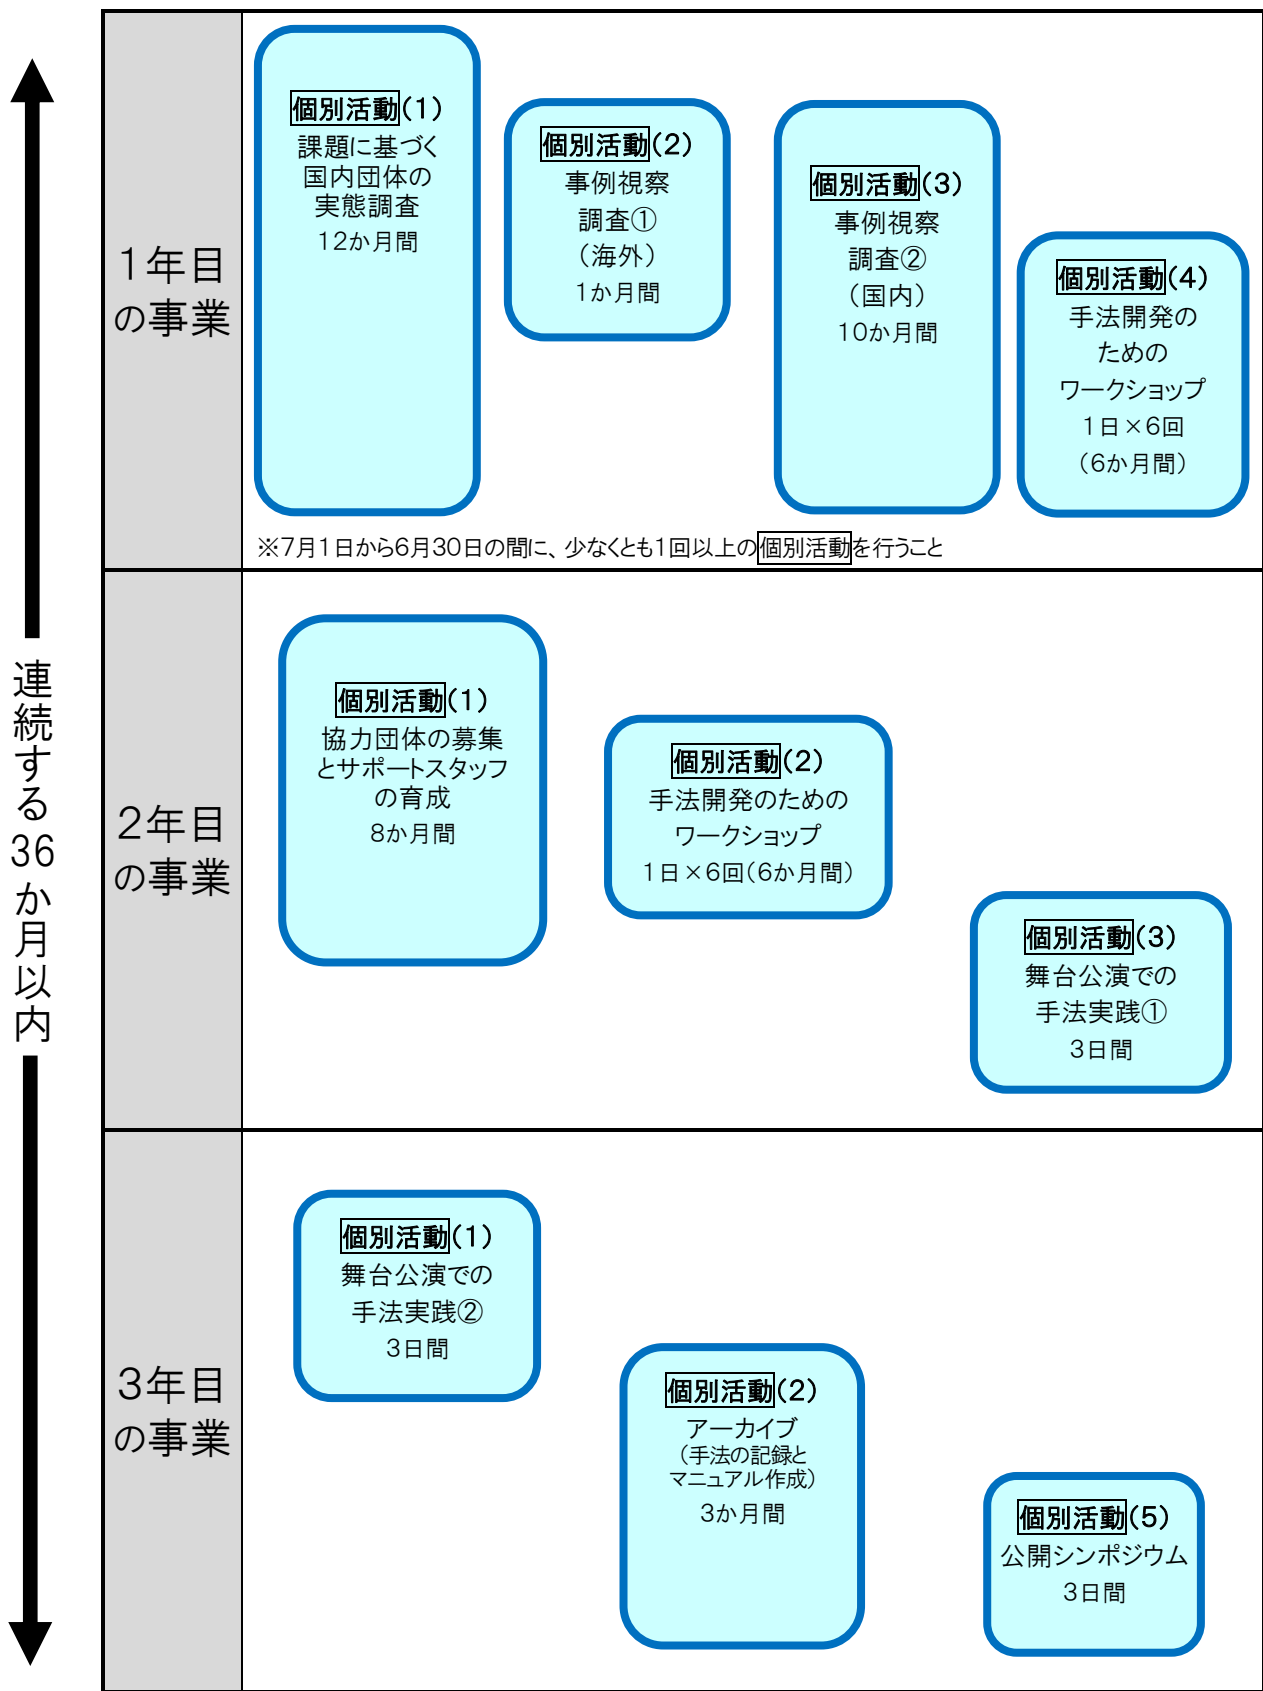 連続する36か月以内
1年目
の事業
個別活動(1)
課題に基づく
国内団体の
実態調査
12か月間
個別活動(2)
事例視察
調査①
(海外)
1か月間
個別活動(3)
事例視察
調査②
(国内)
10か月間
個別活動(4)
手法開発の
ための
ワークショップ
1日×6回
(6か月間)
※7月1日から6月30日の間に、少なくとも1回以上の個別活動を行うこと
2年目
の事業
個別活動(1)
協力団体の募集
とサポートスタッフ
の育成
8か月間
個別活動(2)
手法開発のための
ワークショップ
1日×6回(6か月間)
個別活動(3)
舞台公演での
手法実践①
3日間
3年目
の事業
個別活動(1)
舞台公演での
手法実践②
3日間
個別活動(2)
アーカイブ
(手法の記録と
マニュアル作成)
3か月間
個別活動(5)
公開シンポジウム
3日間